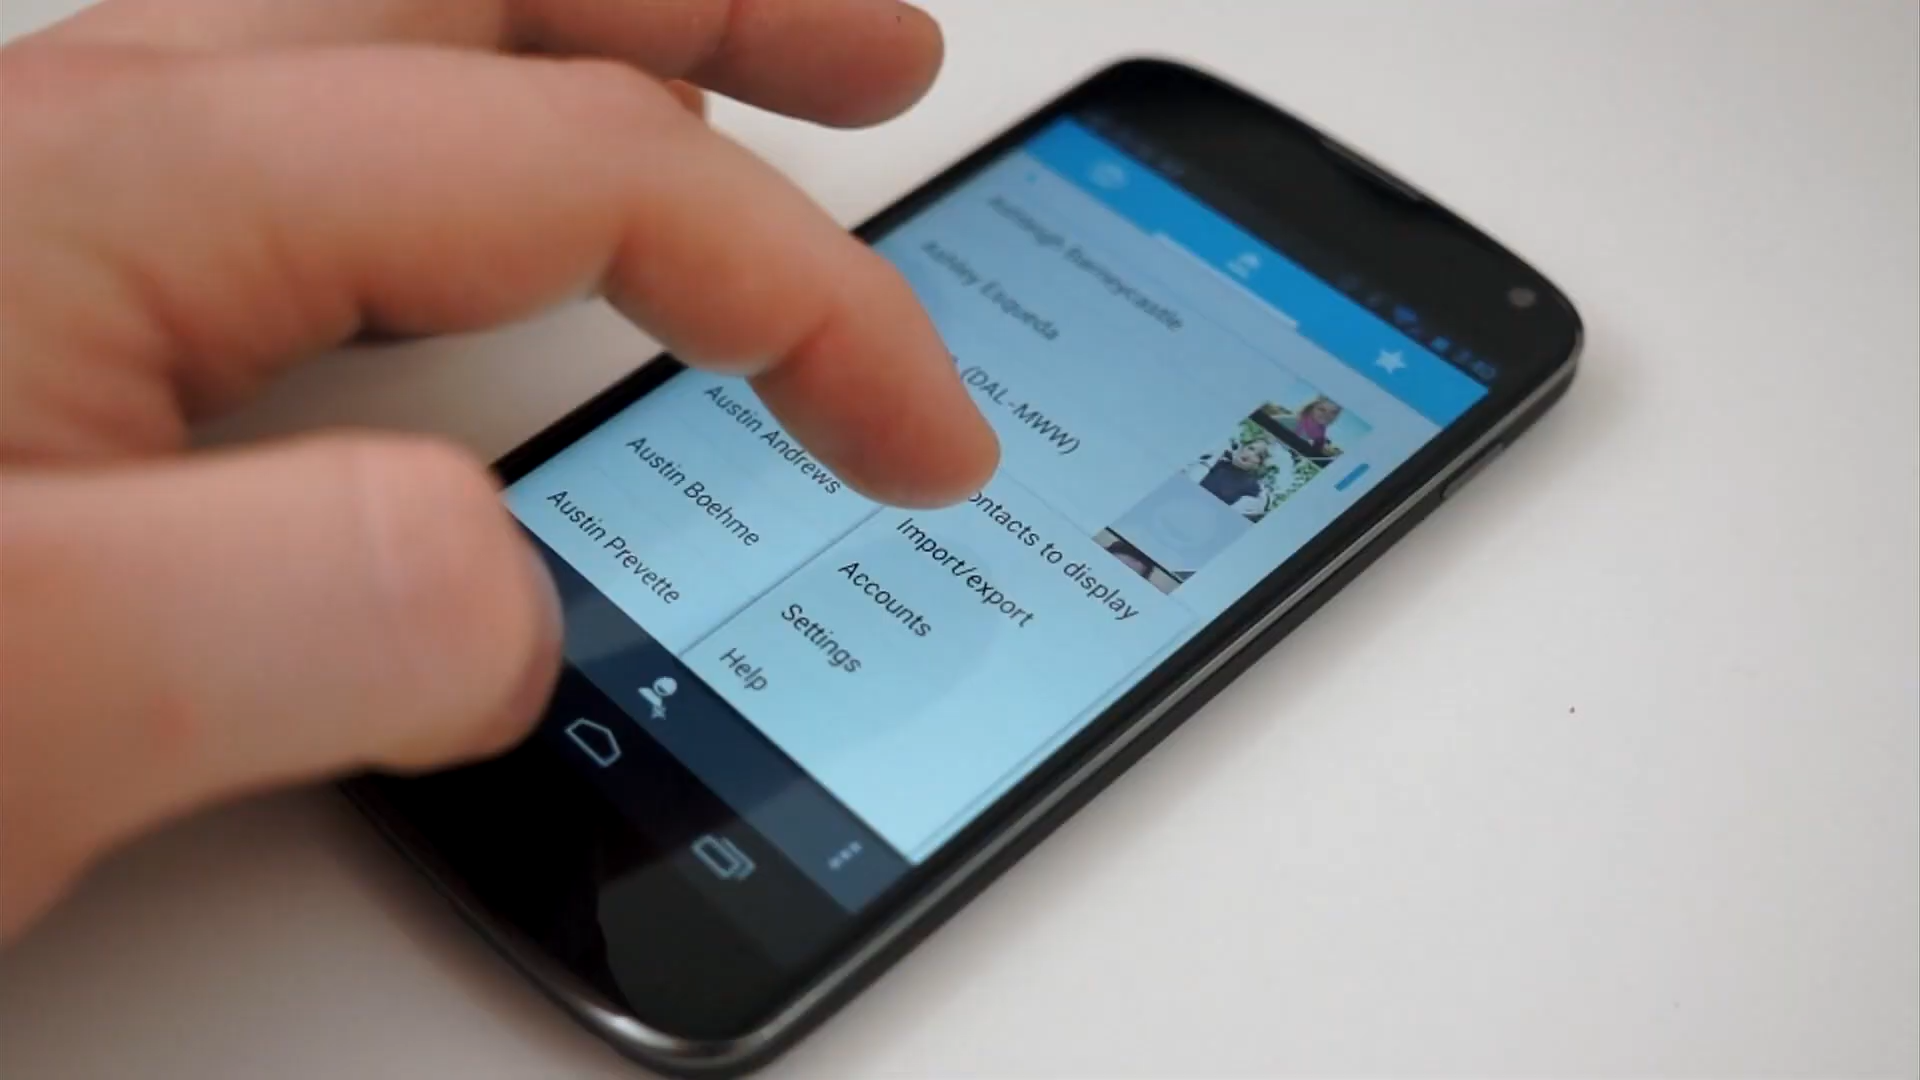 Ashley Esqueda
(DAL-MWW)
Austin Andrews
Austin Boehme
Austin Prevette
ontacts to display
Import/export
Accounts
Settings
Help